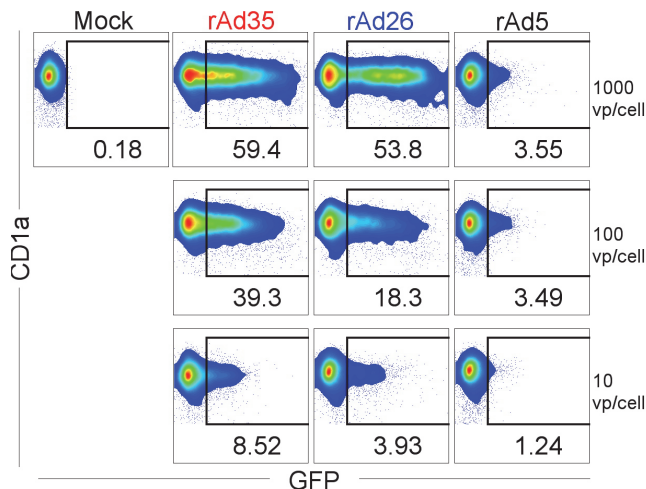 Mock rAd35 rAd26 rAd5
1000
vp/cell
0.18 59.4 53.8 3.55
CD1a
100
vp/cell
39.3 18.3 3.49
10
vp/cell
8.52 3.93 1.24
GFP